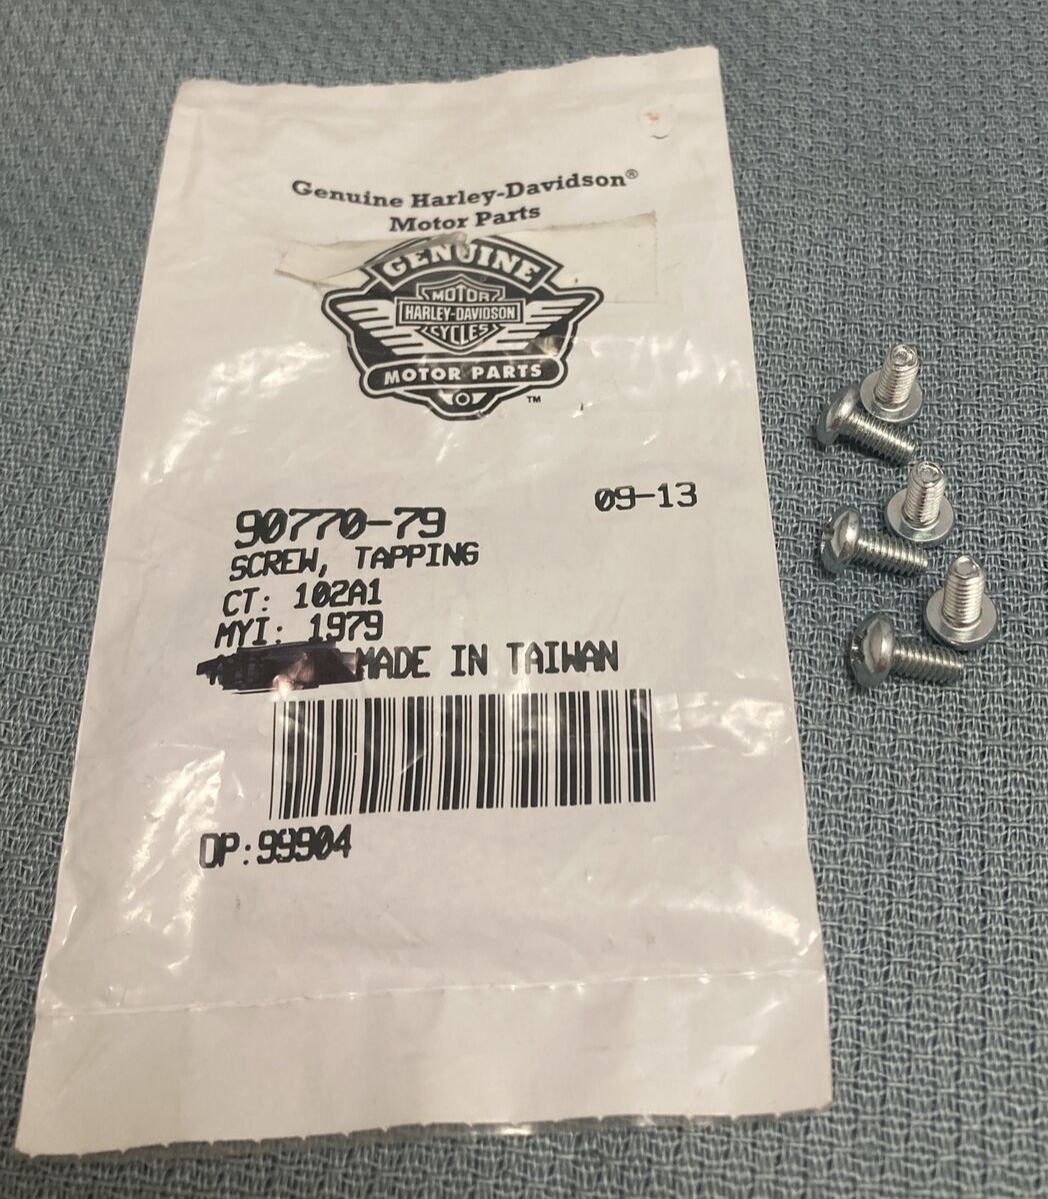 Genuine Harley-Davidson®
Motor Parts
GENUINE
MOTOR
HARLEY-DAVIDSON
CYCLES
MOTOR PARTS
TM
09-13
90770-79
SCREW, TAPPING
CT: 102A1
MYI: 1979
MADE IN TAIWAN
OP:99904